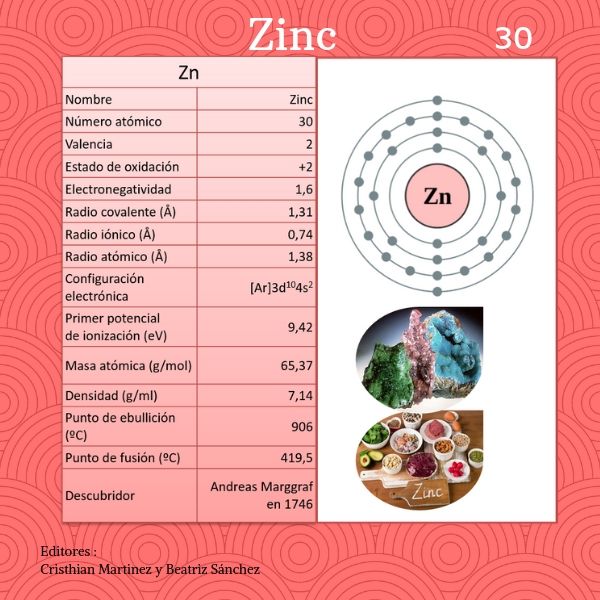 Zinc 30
Zn
Nombre Zinc
Número atómico 30
Valencia 2
Estado de oxidación +2
Electronegatividad 1,6
Radio covalente (Å) 1,31
Radio iónico (Å) 0,74
Radio atómico (Å) 1,38
Configuración
electrónica [Ar]3d¹⁰4s²
Primer potencial
de ionización (eV) 9,42
Masa atómica (g/mol) 65,37
Densidad (g/ml) 7,14
Punto de ebullición
(ºC) 906
Punto de fusión (ºC) 419,5
Descubridor Andreas Marggraf
en 1746
Zn
Zinc
Editores :
Cristhian Martinez y Beatriz Sánchez